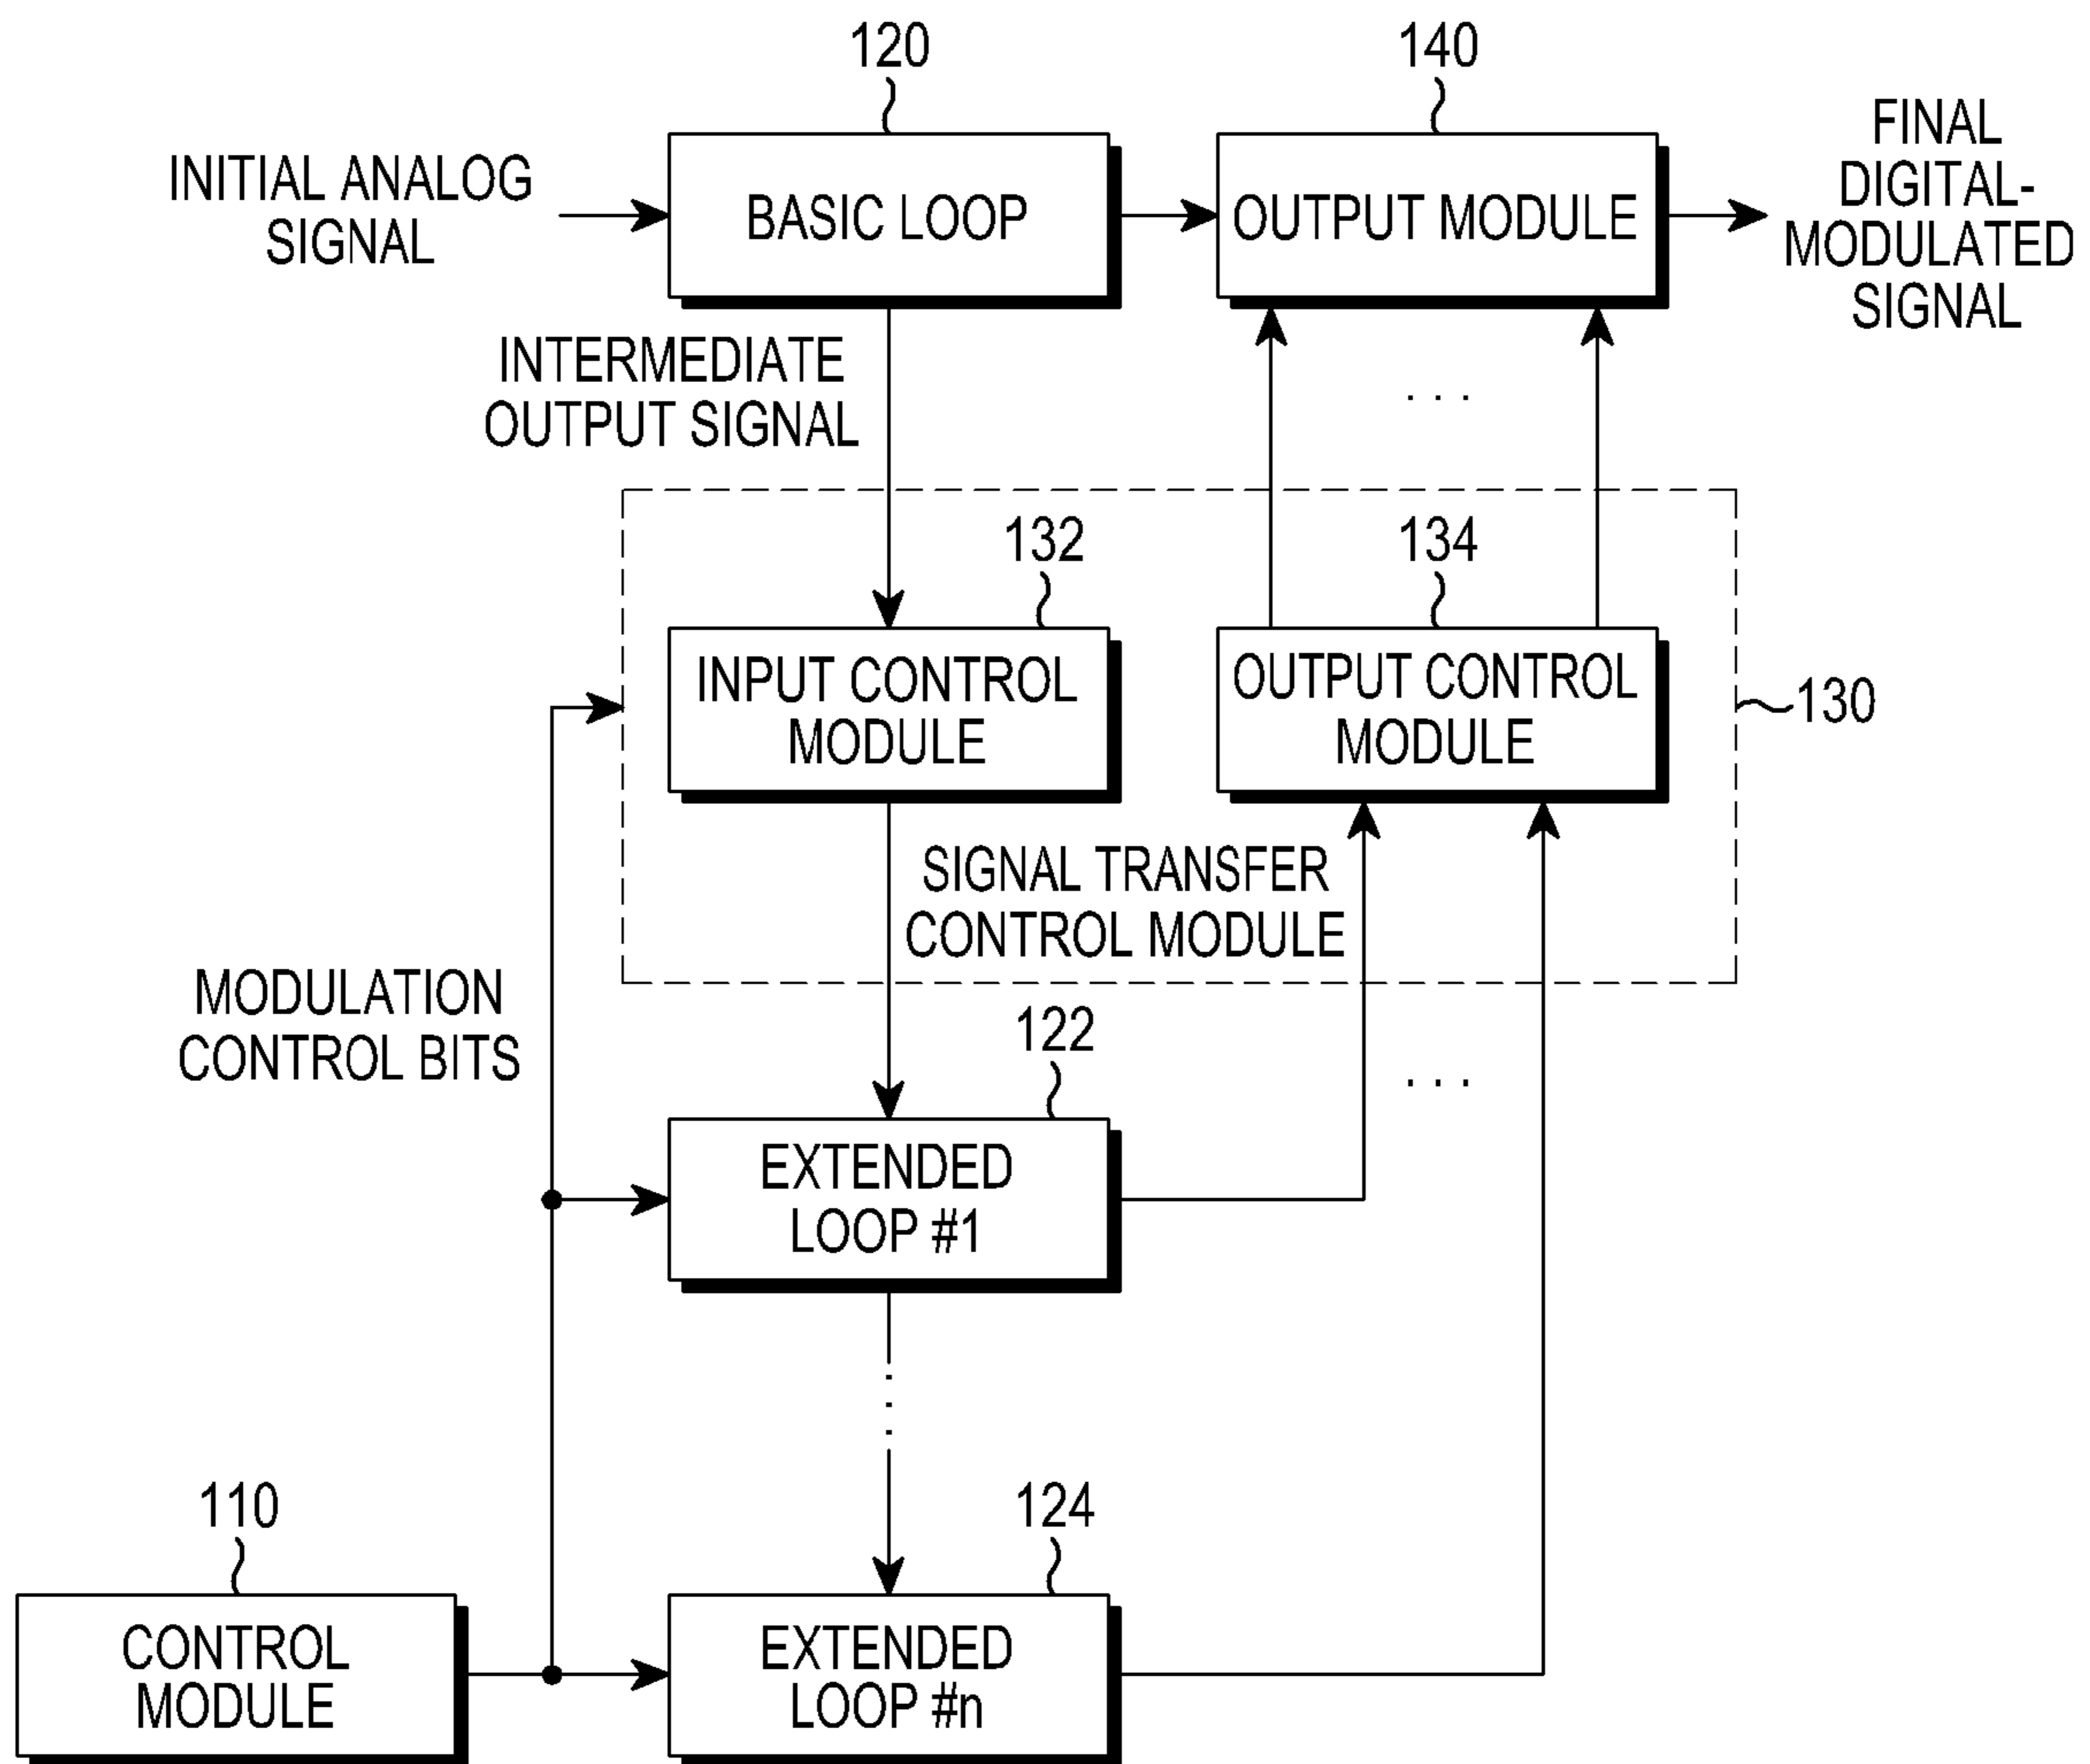 120
140
INITIAL ANALOG
SIGNAL
BASIC LOOP
OUTPUT MODULE
FINAL
DIGITAL-
MODULATED
SIGNAL
INTERMEDIATE
OUTPUT SIGNAL
. . .
132
134
INPUT CONTROL
MODULE
OUTPUT CONTROL
MODULE
130
SIGNAL TRANSFER
CONTROL MODULE
MODULATION
CONTROL BITS
122
. . .
EXTENDED
LOOP #1
110
124
CONTROL
MODULE
EXTENDED
LOOP #n